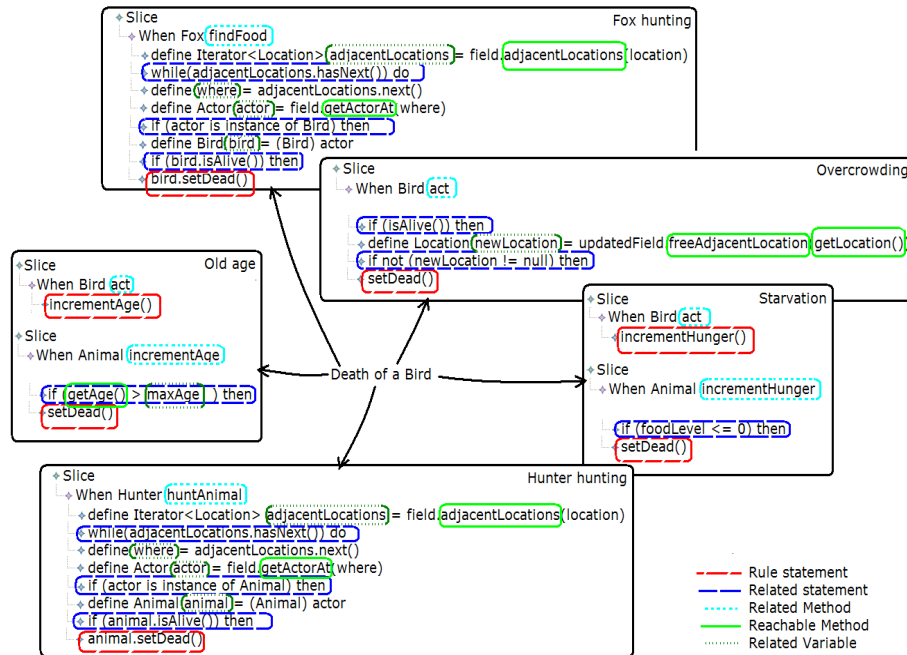 Slice
Fox hunting
When Fox findFood
define Iterator<Location> adjacentLocations = field.adjacentLocations(location)
while(adjacentLocations.hasNext()) do
define where = adjacentLocations.next()
define Actor actor = field.getActorAt(where)
if (actor is instance of Bird) then
define Bird bird = (Bird) actor
if (bird.isAlive()) then
bird.setDead()
Slice
Overcrowding
When Bird act
if (isAlive()) then
define Location newLocation = updatedField.freeAdjacentLocation(getLocation())
if not (newLocation != null) then
setDead()
Old age
Slice
When Bird act
incrementAge()
Slice
When Animal incrementAge
if (getAge() > maxAge ) then
setDead()
Slice
Starvation
When Bird act
incrementHunger()
Slice
When Animal incrementHunger
if (foodLevel <= 0) then
setDead()
Death of a Bird
Slice
Hunter hunting
When Hunter huntAnimal
define Iterator<Location> adjacentLocations = field.adjacentLocations(location)
while(adjacentLocations.hasNext()) do
define where = adjacentLocations.next()
define Actor actor = field.getActorAt(where)
if (actor is instance of Animal) then
define Animal animal = (Animal) actor
if (animal.isAlive()) then
animal.setDead()
Rule statement
Related statement
Related Method
Reachable Method
Related Variable